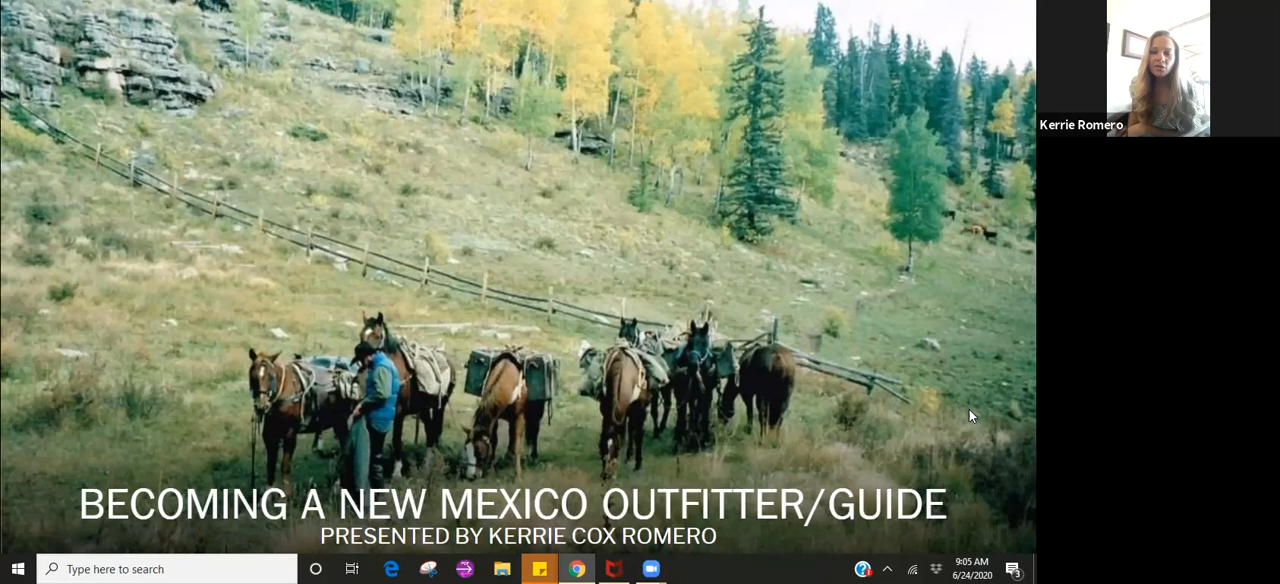 Kerrie Romero
BECOMING A NEW MEXICO OUTFITTER/GUIDE
PRESENTED BY KERRIE COX ROMERO
Type here to search
9:05 AM
6/24/2020
3